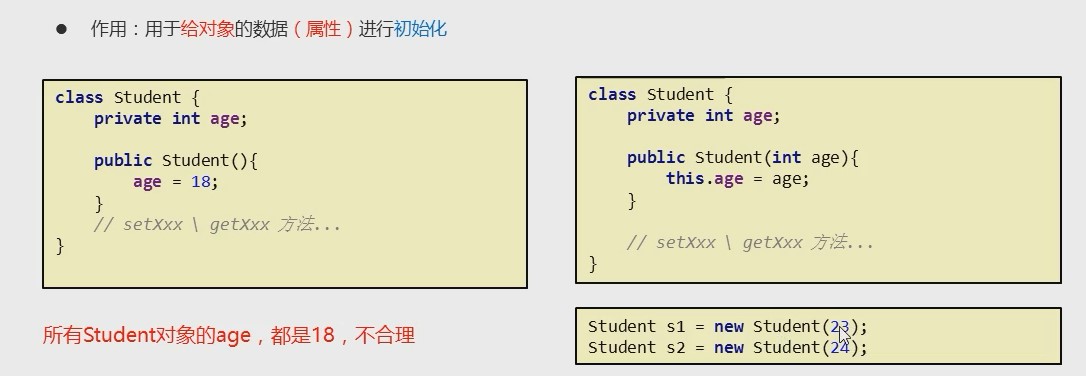 ● 作用：用于给对象的数据（属性）进行初始化
class Student {
    private int age;

    public Student(){
        age = 18;
    }
    // setXxx \ getXxx 方法...
}
所有Student对象的age，都是18，不合理
class Student {
    private int age;

    public Student(int age){
        this.age = age;
    }

    // setXxx \ getXxx 方法...
}
Student s1 = new Student(23);
Student s2 = new Student(24);